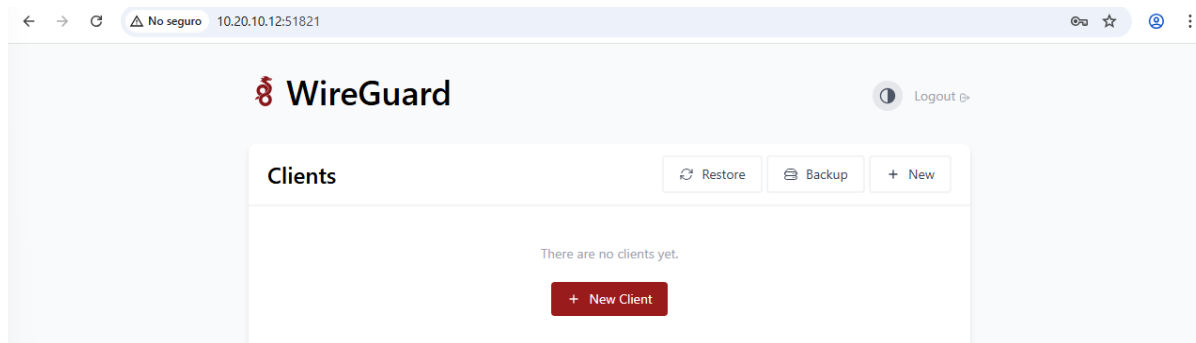 No seguro 10.20.10.12:51821
WireGuard
Logout
Clients
Restore
Backup
+ New
There are no clients yet.
+ New Client